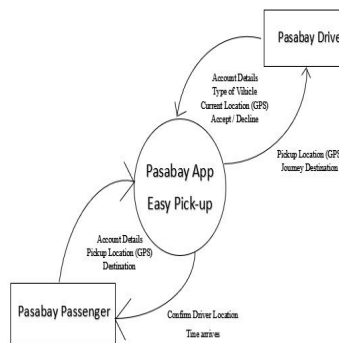 Pasabay Drive
Account Details
Type of Vehicle
Current Location (GPS)
Accept / Decline
Pickup Location (GPS)
Journey Destination
Pasabay App
Easy Pick-up
Account Details
Pickup Location (GPS)
Destination
Pasabay Passenger
Confirm Driver Location
Time arrives